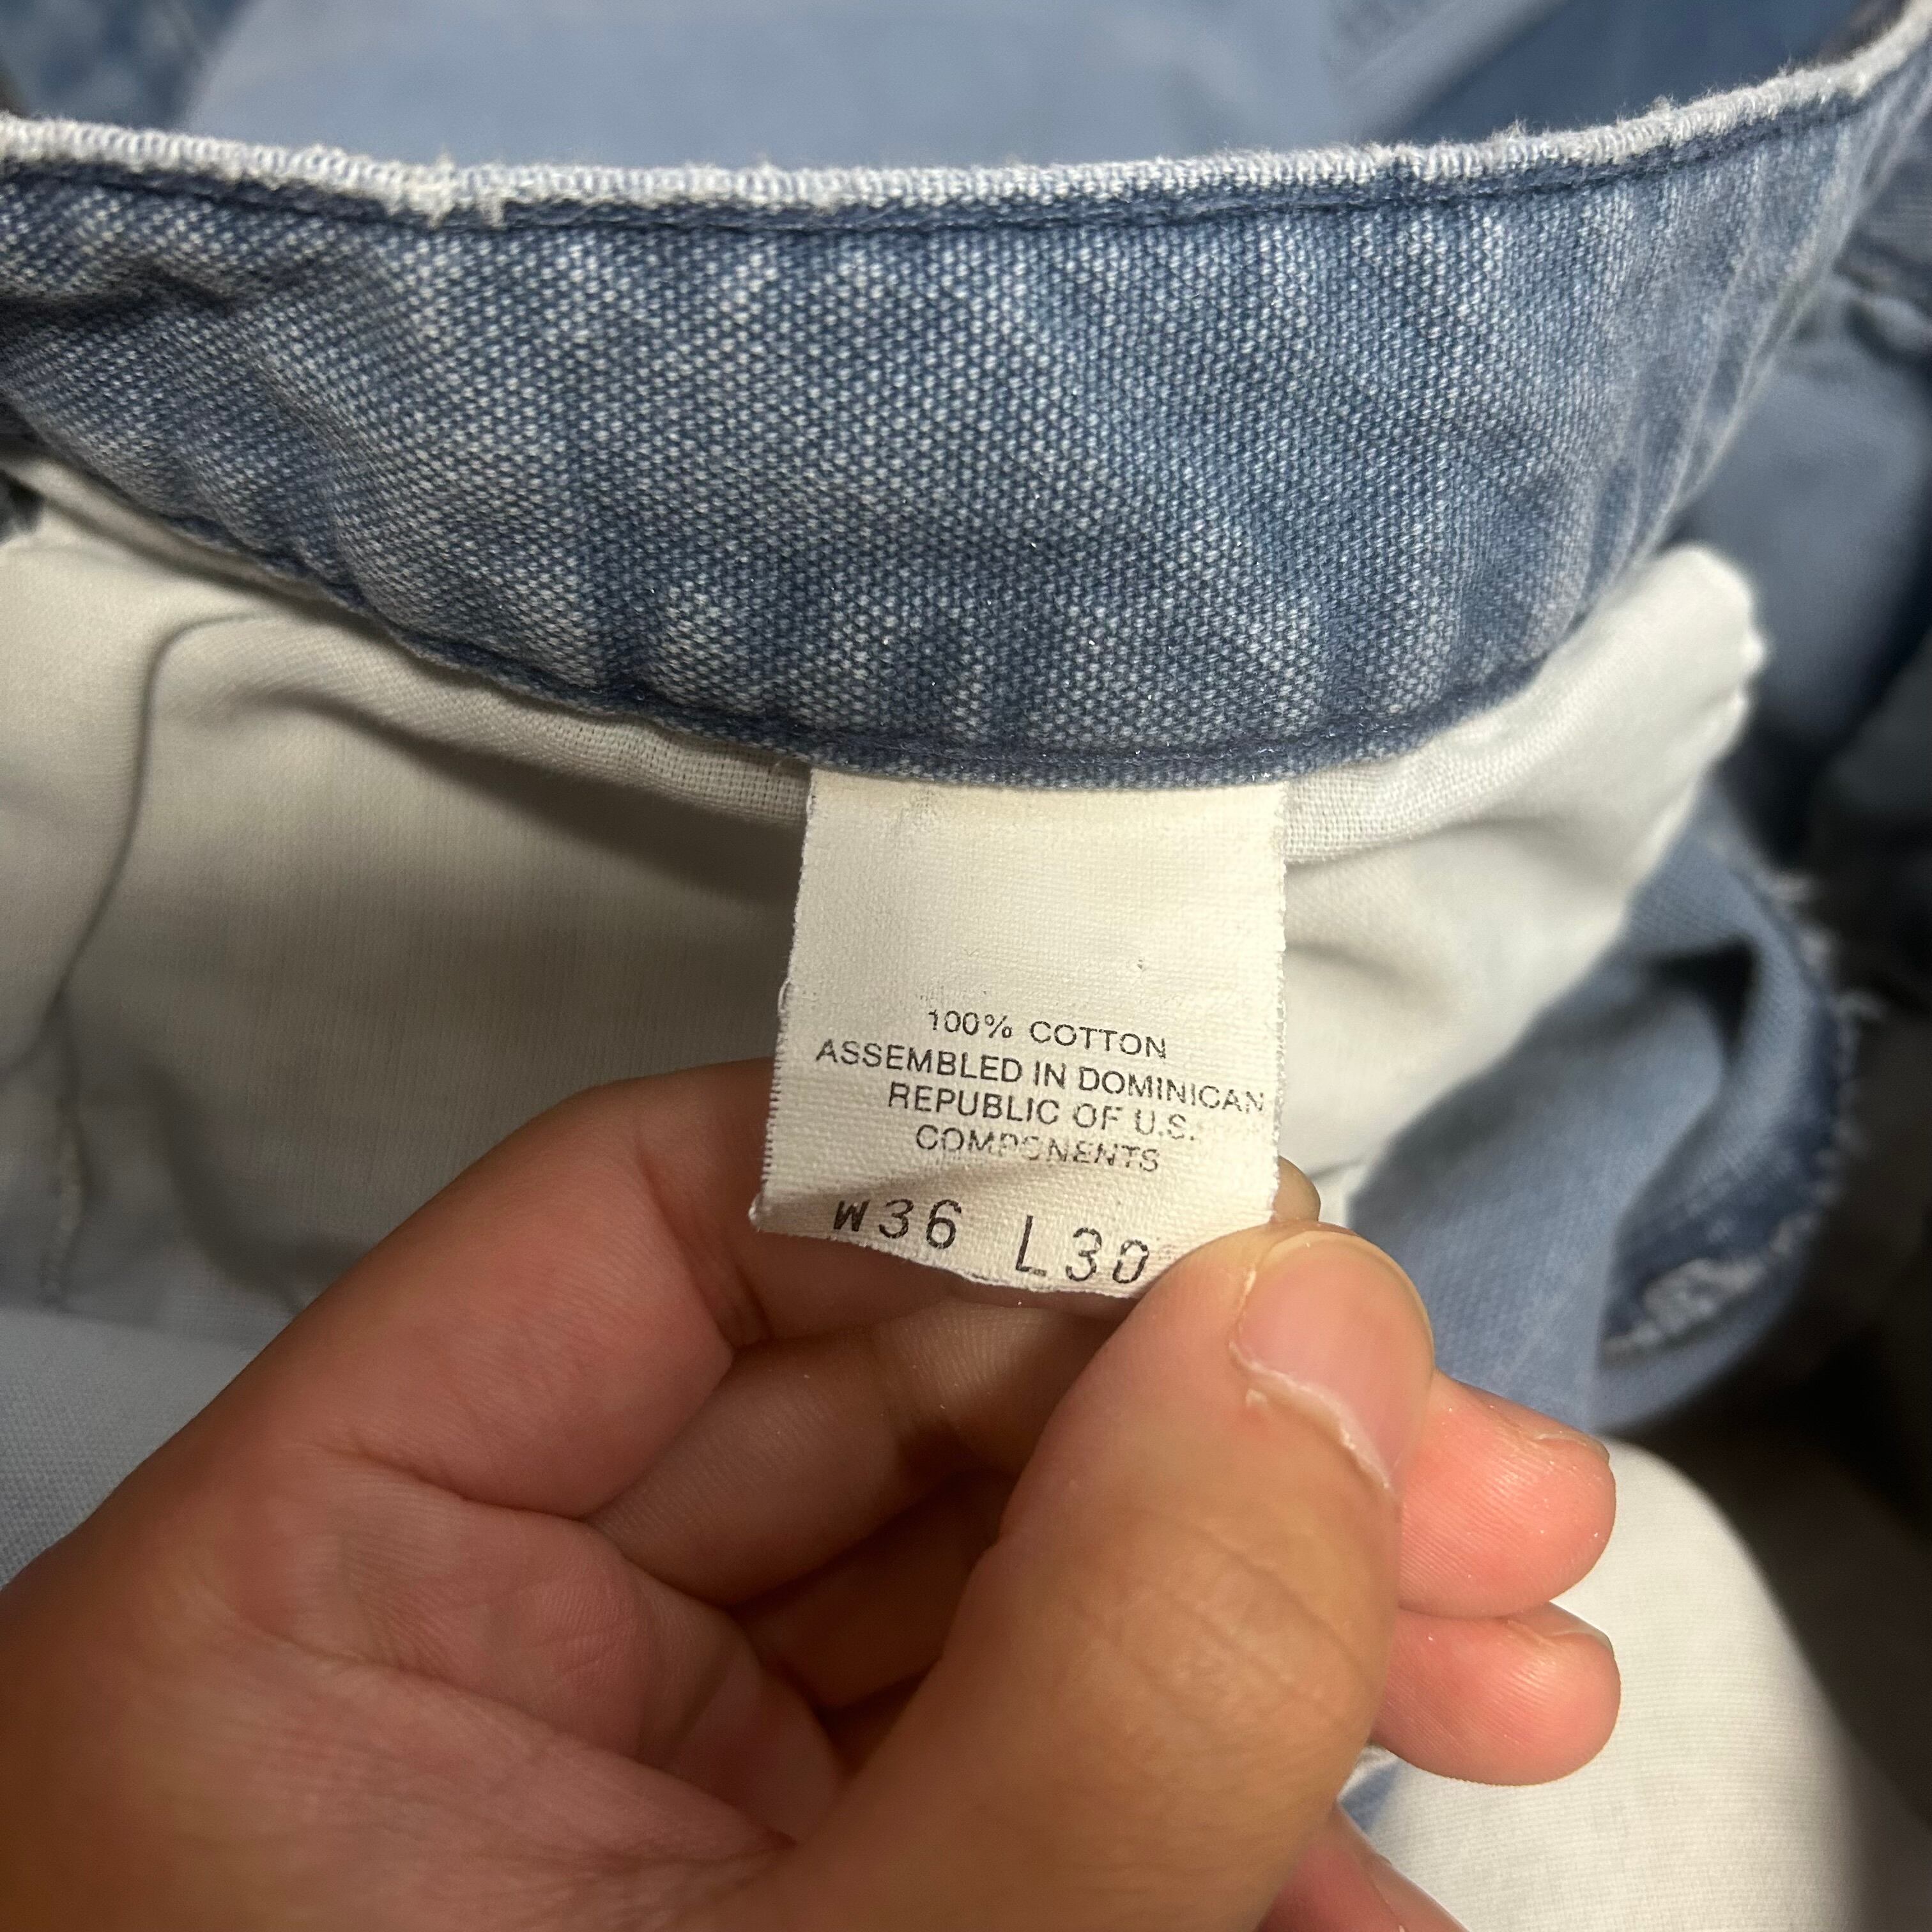 100% COTTON
ASSEMBLED IN DOMINICAN
REPUBLIC OF U.S.
COMPONENTS
W36 L30